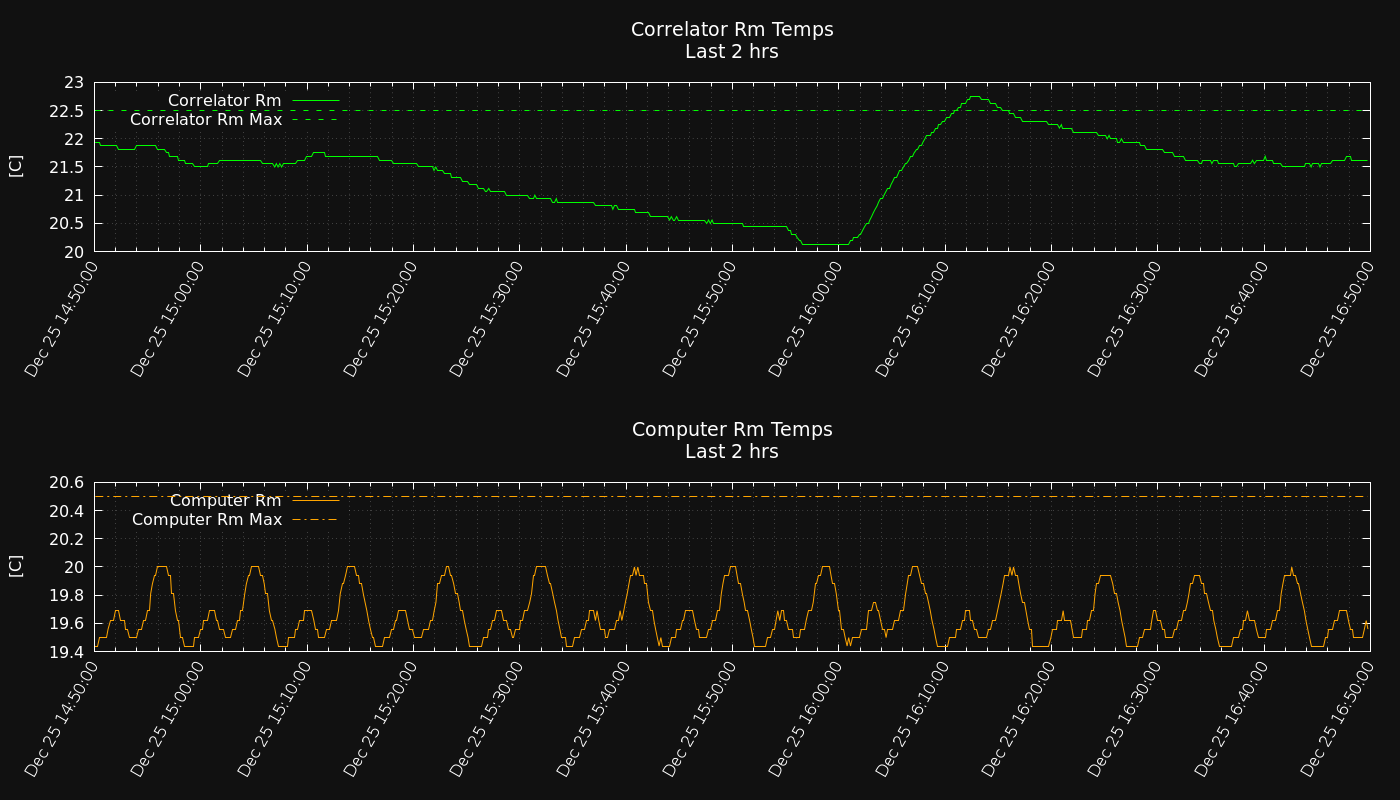 Correlator Rm Temps
Last 2 hrs
[C]
23
22.5
22
21.5
21
20.5
20
Correlator Rm
Correlator Rm Max
Dec 25 14:50:00
Dec 25 15:00:00
Dec 25 15:10:00
Dec 25 15:20:00
Dec 25 15:30:00
Dec 25 15:40:00
Dec 25 15:50:00
Dec 25 16:00:00
Dec 25 16:10:00
Dec 25 16:20:00
Dec 25 16:30:00
Dec 25 16:40:00
Dec 25 16:50:00
Computer Rm Temps
Last 2 hrs
[C]
20.6
20.4
20.2
20
19.8
19.6
19.4
Computer Rm
Computer Rm Max
Dec 25 14:50:00
Dec 25 15:00:00
Dec 25 15:10:00
Dec 25 15:20:00
Dec 25 15:30:00
Dec 25 15:40:00
Dec 25 15:50:00
Dec 25 16:00:00
Dec 25 16:10:00
Dec 25 16:20:00
Dec 25 16:30:00
Dec 25 16:40:00
Dec 25 16:50:00